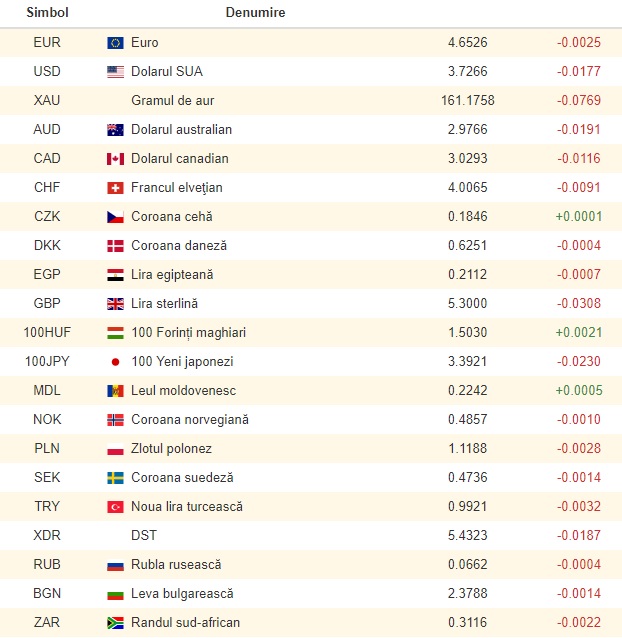 Simbol Denumire
EUR Euro 4.6526 -0.0025
USD Dolarul SUA 3.7266 -0.0177
XAU Gramul de aur 161.1758 -0.0769
AUD Dolarul australian 2.9766 -0.0191
CAD Dolarul canadian 3.0293 -0.0116
CHF Francul elveţian 4.0065 -0.0091
CZK Coroana cehă 0.1846 +0.0001
DKK Coroana daneză 0.6251 -0.0004
EGP Lira egipteană 0.2112 -0.0007
GBP Lira sterlină 5.3000 -0.0308
100HUF 100 Forinți maghiari 1.5030 +0.0021
100JPY 100 Yeni japonezi 3.3921 -0.0230
MDL Leul moldovenesc 0.2242 +0.0005
NOK Coroana norvegiană 0.4857 -0.0010
PLN Zlotul polonez 1.1188 -0.0028
SEK Coroana suedeză 0.4736 -0.0014
TRY Noua lira turcească 0.9921 -0.0032
XDR DST 5.4323 -0.0187
RUB Rubla rusească 0.0662 -0.0004
BGN Leva bulgarească 2.3788 -0.0014
ZAR Randul sud-african 0.3116 -0.0022